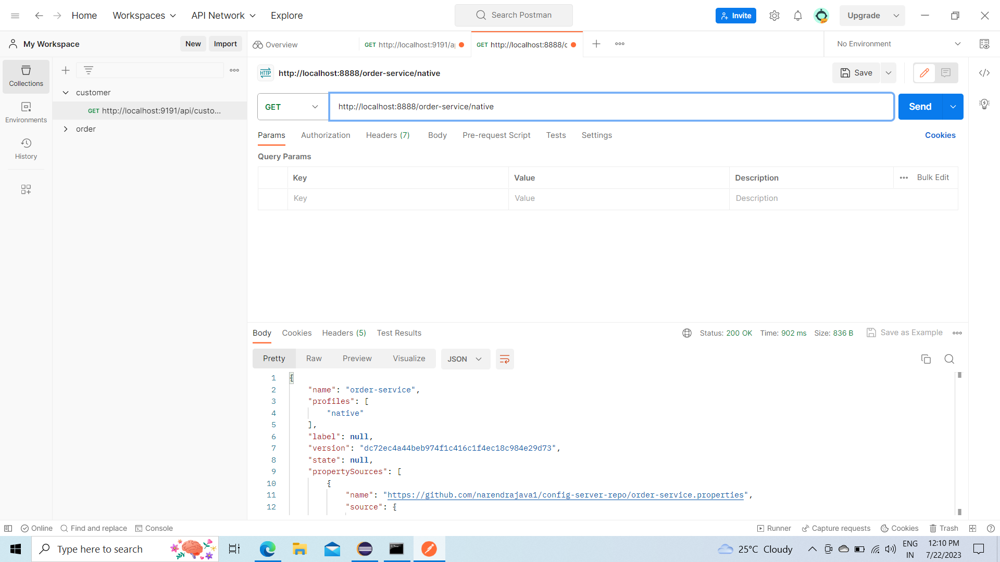 Home Workspaces API Network Explore Search Postman Invite Upgrade
My Workspace New Import Overview GET http://localhost:9191/a GET http://localhost:8888/ No Environment
Collections
Environments
History
customer
GET http://localhost:9191/api/custo...
order
HTTP http://localhost:8888/order-service/native Save
GET http://localhost:8888/order-service/native Send
Params Authorization Headers (7) Body Pre-request Script Tests Settings Cookies
Query Params
Key Value Description Bulk Edit
Key Value Description
Body Cookies Headers (5) Test Results Status: 200 OK Time: 902 ms Size: 836 B Save as Example
Pretty Raw Preview Visualize JSON
1 {
2 "name": "order-service",
3 "profiles": [
4 "native"
5 ],
6 "label": null,
7 "version": "dc72ec4a44beb974f1c416c1f4ec18c984e29d73",
8 "state": null,
9 "propertySources": [
10 {
11 "name": "https://github.com/narendrajava1/config-server-repo/order-service.properties",
12 "source": {
Online Find and replace Console Runner Capture requests Cookies Trash
Type here to search 25°C Cloudy ENG IN 12:10 PM 7/22/2023